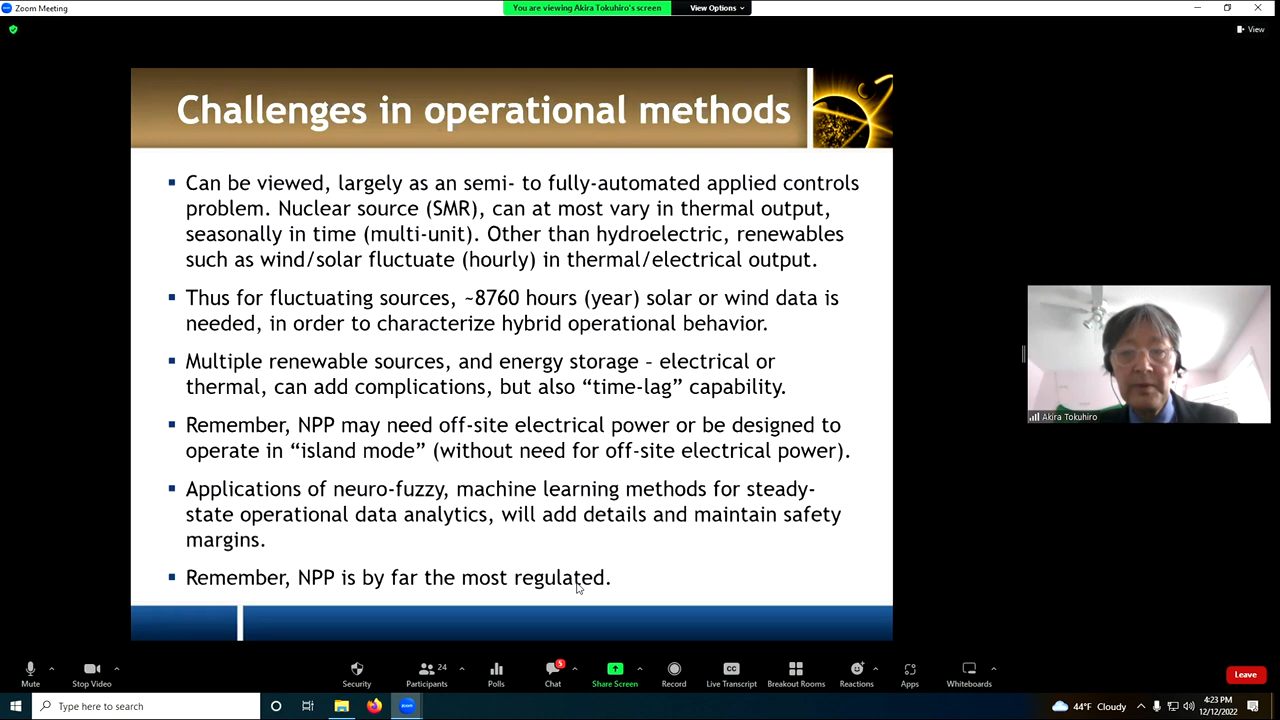 Zoom Meeting
You are viewing Akira Tokuhiro's screen
View Options
View
Challenges in operational methods
Can be viewed, largely as an semi- to fully-automated applied controls
problem. Nuclear source (SMR), can at most vary in thermal output,
seasonally in time (multi-unit). Other than hydroelectric, renewables
such as wind/solar fluctuate (hourly) in thermal/electrical output.
Thus for fluctuating sources, ~8760 hours (year) solar or wind data is
needed, in order to characterize hybrid operational behavior.
Multiple renewable sources, and energy storage – electrical or
thermal, can add complications, but also “time-lag” capability.
Remember, NPP may need off-site electrical power or be designed to
operate in “island mode” (without need for off-site electrical power).
Applications of neuro-fuzzy, machine learning methods for steady-
state operational data analytics, will add details and maintain safety
margins.
Remember, NPP is by far the most regulated.
Akira Tokuhiro
Mute
Stop Video
Security
Participants
24
Polls
Chat
5
Share Screen
Record
CC
Live Transcript
Breakout Rooms
Reactions
Apps
Whiteboards
Leave
Type here to search
44°F Cloudy
4:23 PM
12/12/2022